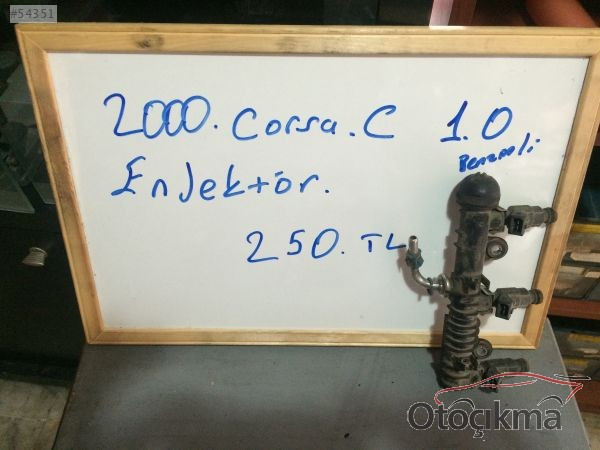 #54351
2000. Corsa. C 1.0
Benzinli
Enjektör.
250. TL
Otoçıkma